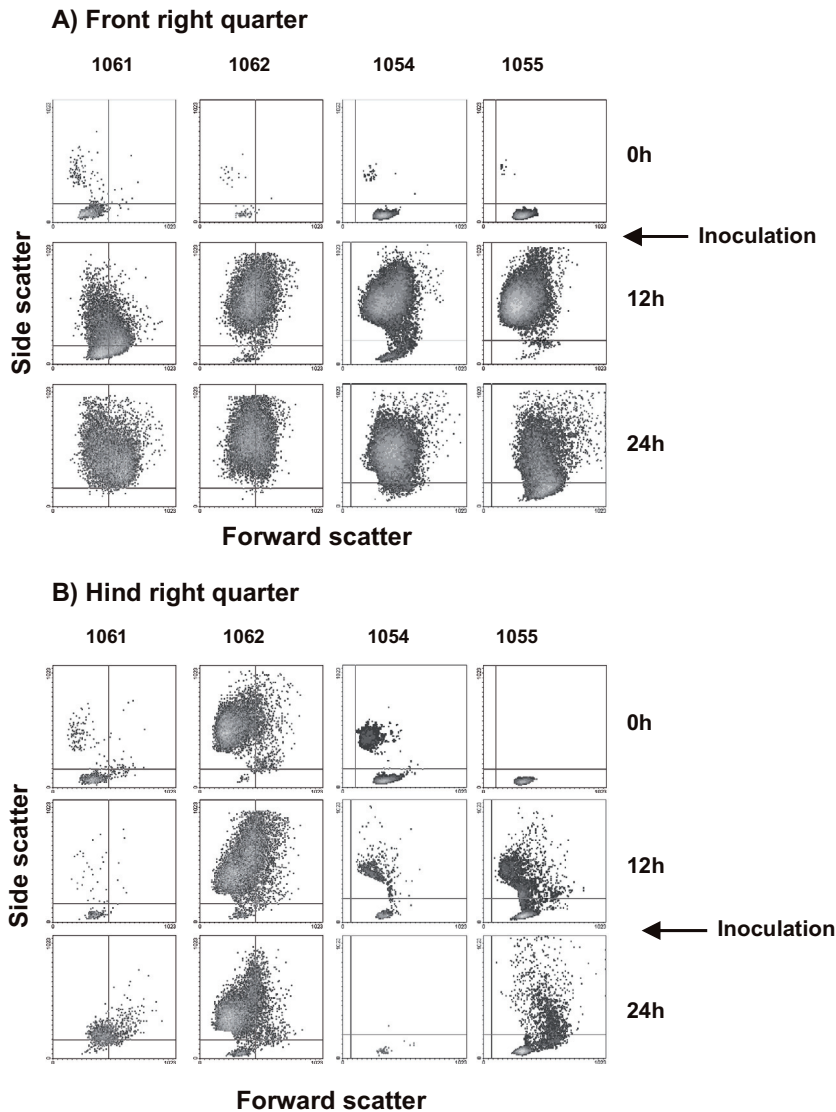 A) Front right quarter
1061 1062 1054 1055
0h
Inoculation
12h
24h
Side scatter
Forward scatter
B) Hind right quarter
1061 1062 1054 1055
0h
12h
Inoculation
24h
Side scatter
Forward scatter